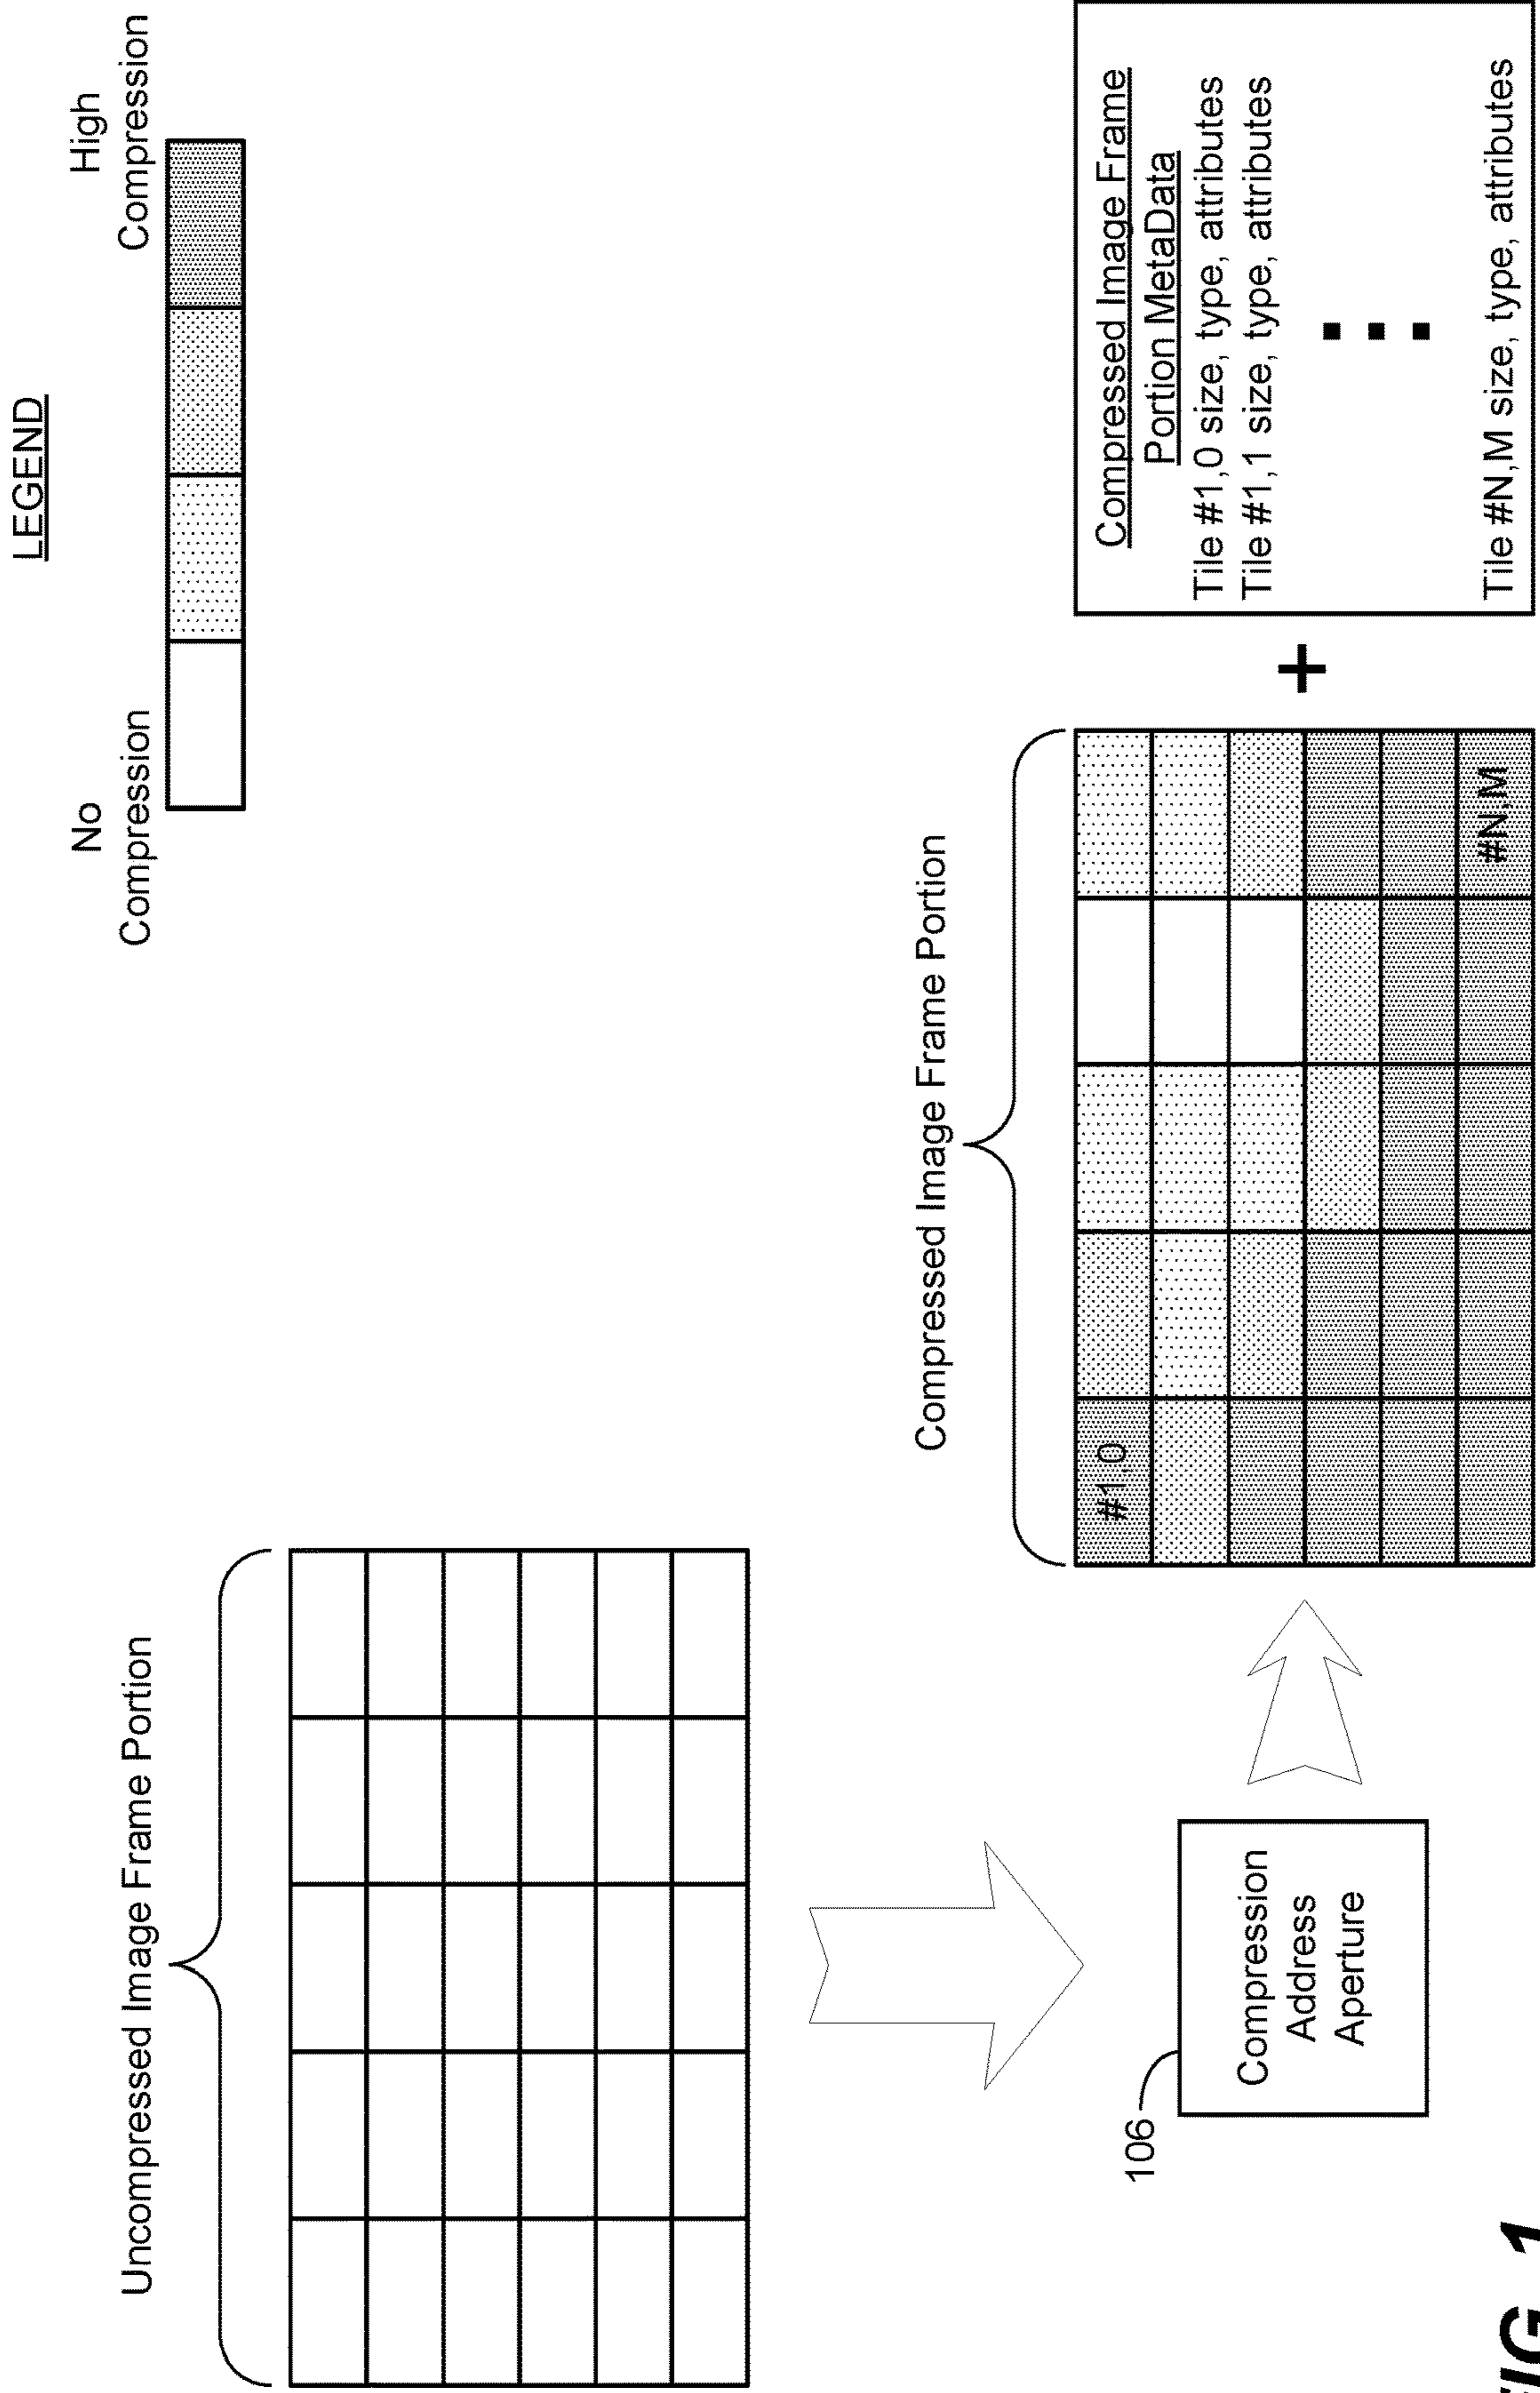 LEGEND
No
Compression
High
Compression
Uncompressed Image Frame Portion
106
Compression
Address
Aperture
Compressed Image Frame Portion
#1,0
#N,M
+
Compressed Image Frame
Portion MetaData
Tile #1,0 size, type, attributes
Tile #1,1 size, type, attributes
Tile #N,M size, type, attributes
FIG. 1